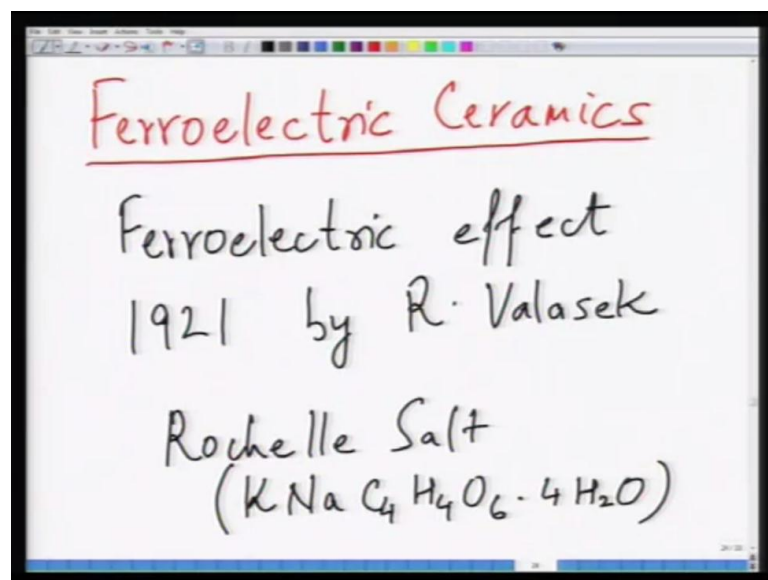 Ferroelectric Ceramics
Ferroelectric effect
1921 by R. Valasek
Rochelle Salt
(KNaC₄H₄O₆·4H₂O)